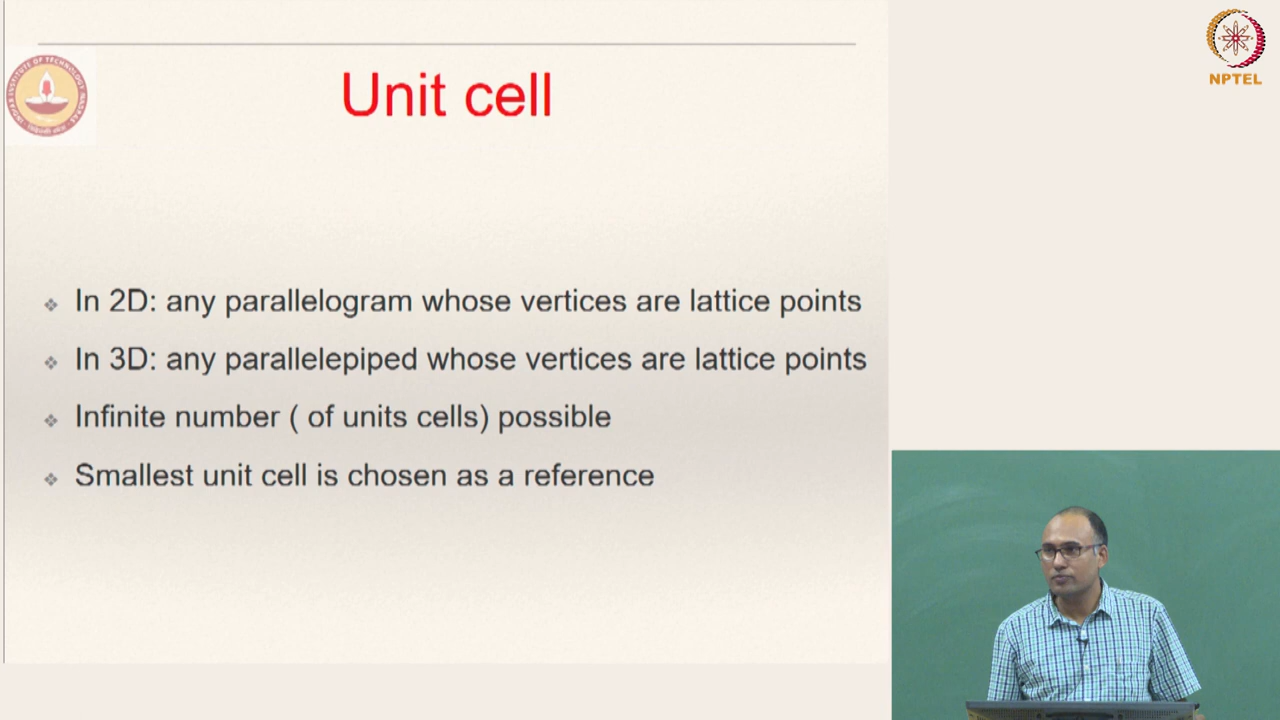 NPTEL
Unit cell
In 2D: any parallelogram whose vertices are lattice points
In 3D: any parallelepiped whose vertices are lattice points
Infinite number ( of units cells) possible
Smallest unit cell is chosen as a reference